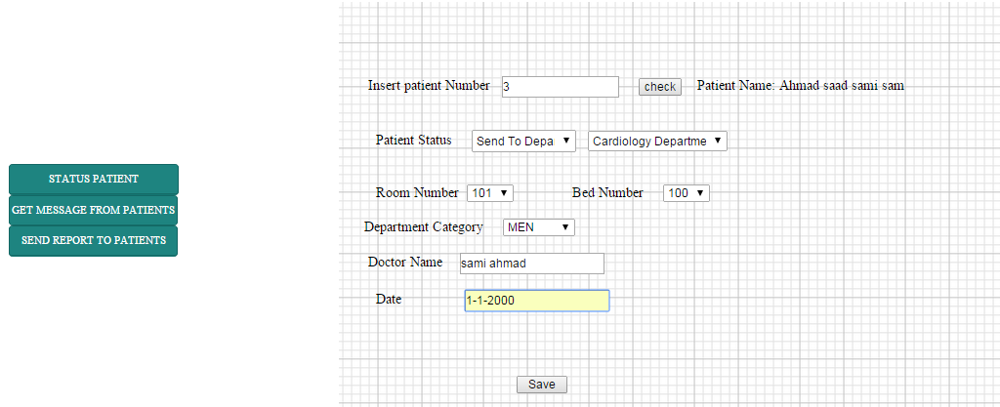 STATUS PATIENT
GET MESSAGE FROM PATIENTS
SEND REPORT TO PATIENTS
Insert patient Number 3 check Patient Name: Ahmad saad sami sam
Patient Status Send To Depa Cardiology Departme
Room Number 101 Bed Number 100
Department Category MEN
Doctor Name sami ahmad
Date 1-1-2000
Save